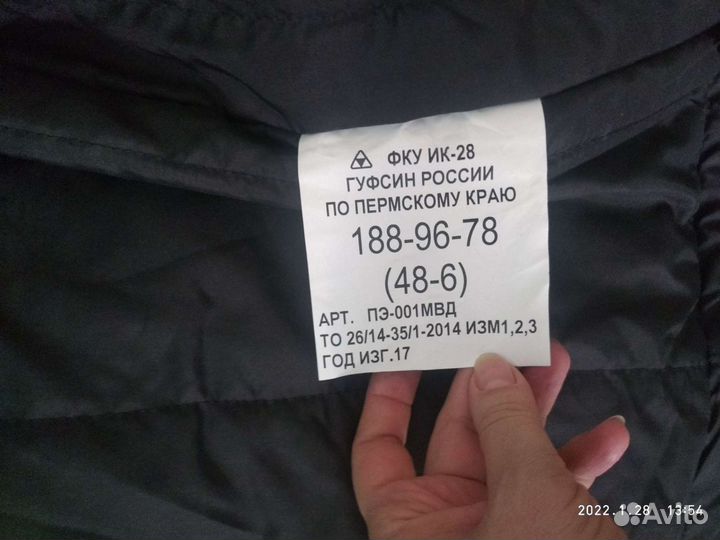 ФКУ ИК-28
ГУФСИН РОССИИ
ПО ПЕРМСКОМУ КРАЮ
188-96-78
(48-6)
АРТ. ПЭ-001МВД
ТО 26/14-35/1-2014 ИЗМ1,2,3
ГОД ИЗГ.17
2022.1.28 13:54
Avito